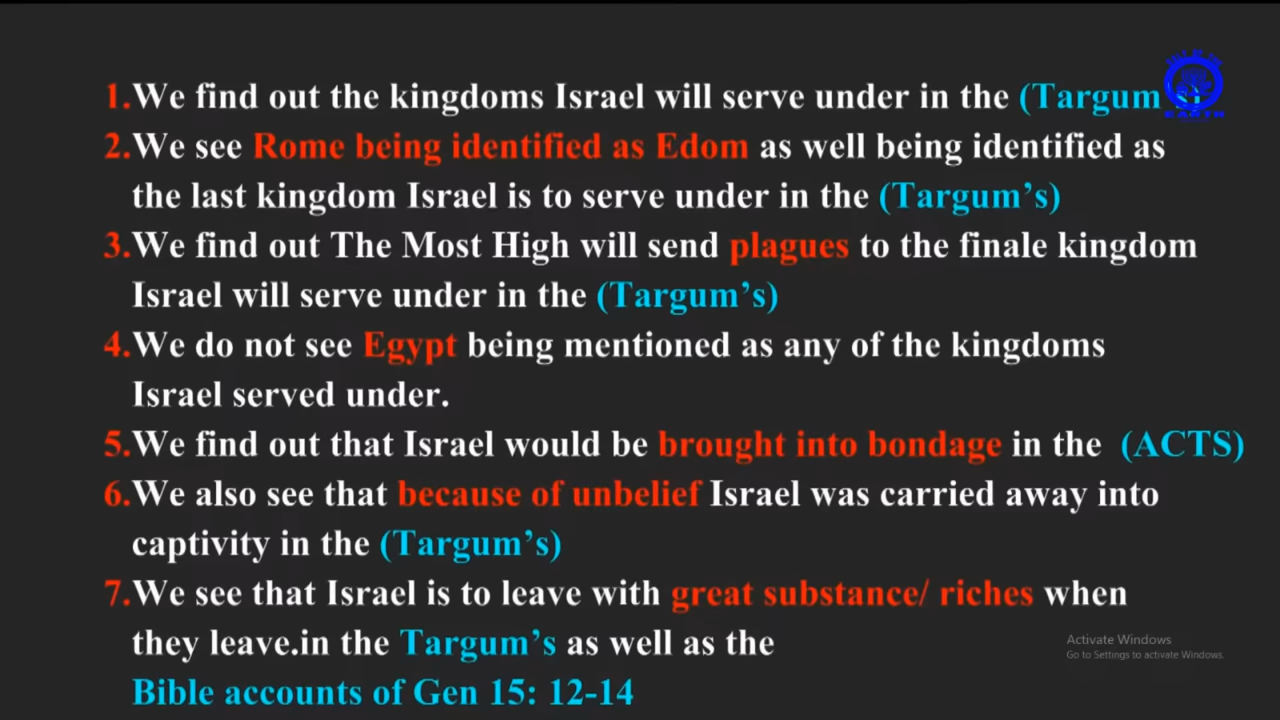 1.We find out the kingdoms Israel will serve under in the (Targum's)
2.We see Rome being identified as Edom as well being identified as
the last kingdom Israel is to serve under in the (Targum's)
3.We find out The Most High will send plagues to the finale kingdom
Israel will serve under in the (Targum's)
4.We do not see Egypt being mentioned as any of the kingdoms
Israel served under.
5.We find out that Israel would be brought into bondage in the (ACTS)
6.We also see that because of unbelief Israel was carried away into
captivity in the (Targum's)
7.We see that Israel is to leave with great substance/ riches when
they leave.in the Targum's as well as the
Bible accounts of Gen 15: 12-14
Activate Windows
Go to Settings to activate Windows.